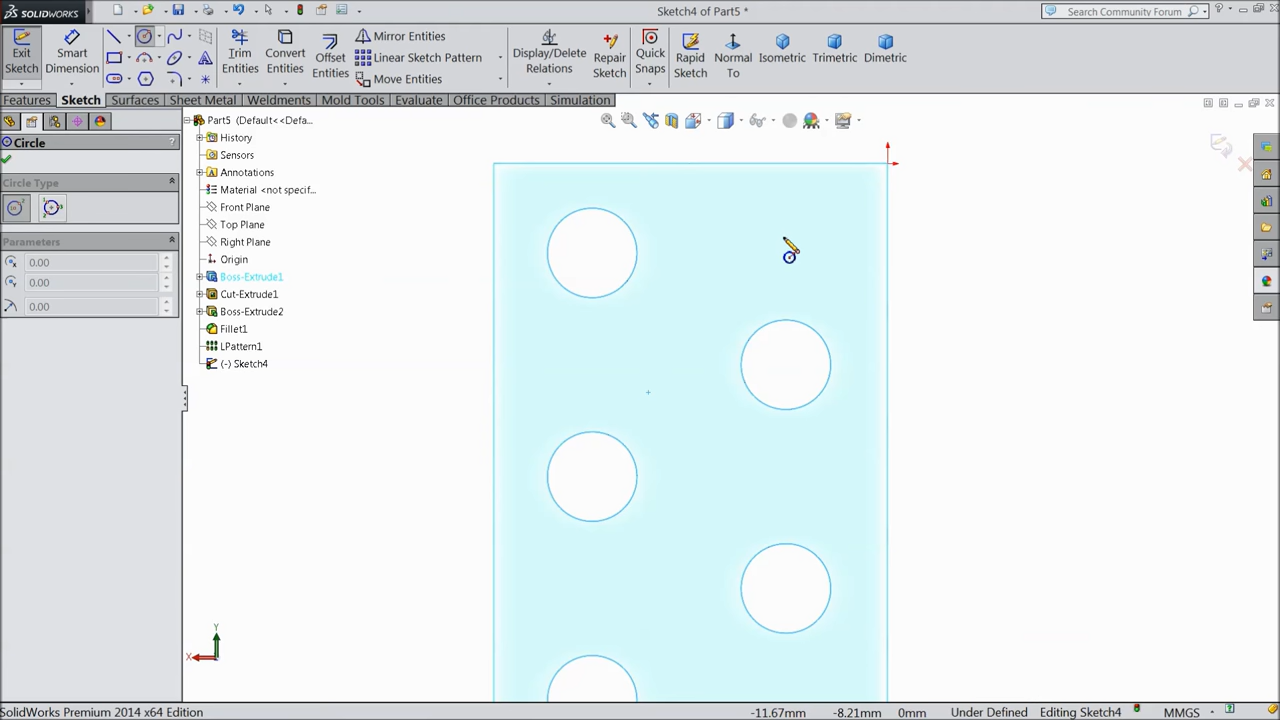 SOLIDWORKS
Sketch4 of Part5 *
Search Community Forum
Exit Sketch
Smart Dimension
Trim Entities
Convert Entities
Offset Entities
Mirror Entities
Linear Sketch Pattern
Move Entities
Display/Delete Relations
Repair Sketch
Quick Snaps
Rapid Sketch
Normal To
Isometric
Trimetric
Dimetric
Features
Sketch
Surfaces
Sheet Metal
Weldments
Mold Tools
Evaluate
Office Products
Simulation
Circle
?
Circle Type
Parameters
0.00
0.00
0.00
Part5 (Default<<Defa...
History
Sensors
Annotations
Material <not specif...
Front Plane
Top Plane
Right Plane
Origin
Boss-Extrude1
Cut-Extrude1
Boss-Extrude2
Fillet1
LPattern1
(-) Sketch4
Y
X
SolidWorks Premium 2014 x64 Edition
-11.67mm
-8.21mm
0mm
Under Defined
Editing Sketch4
MMGS